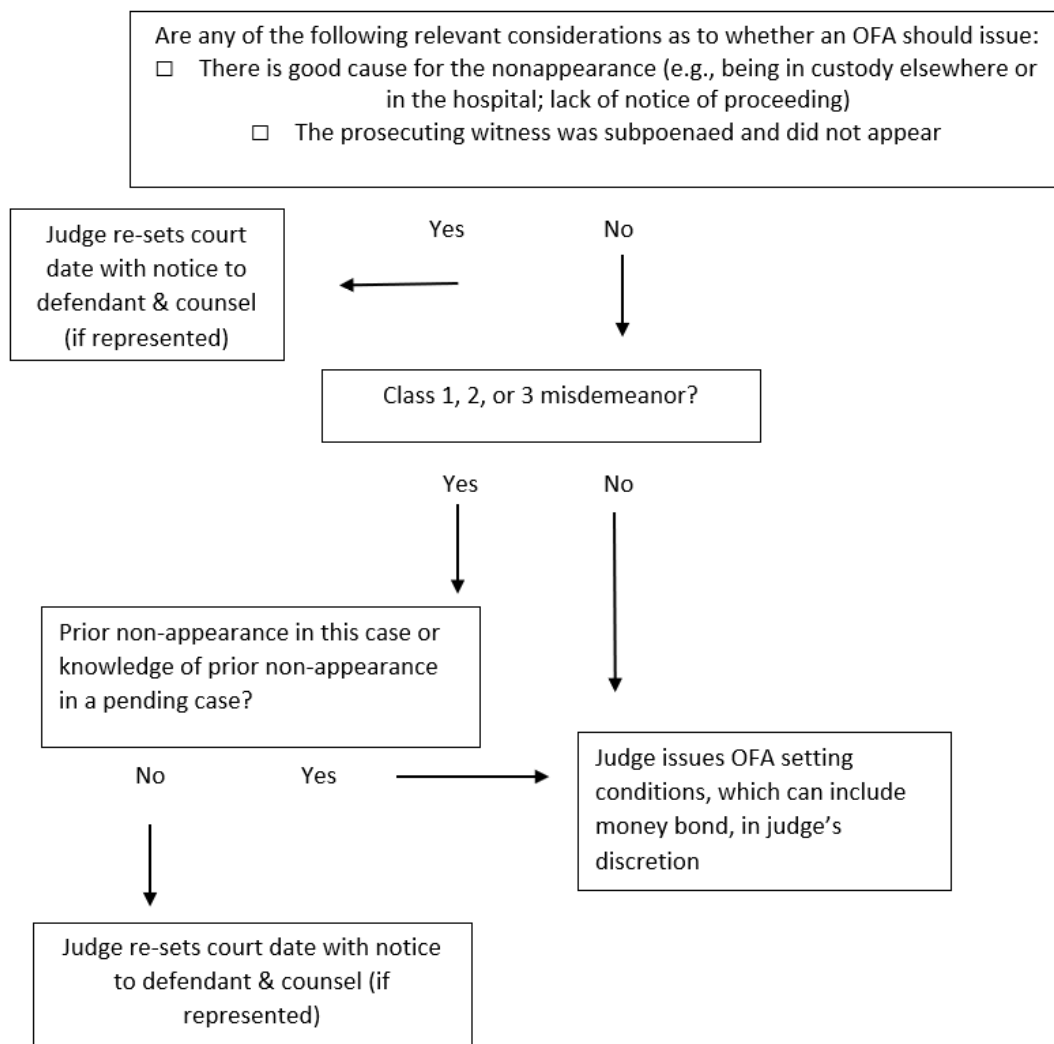 Are any of the following relevant considerations as to whether an OFA should issue:
☐ There is good cause for the nonappearance (e.g., being in custody elsewhere or
in the hospital; lack of notice of proceeding)
☐ The prosecuting witness was subpoenaed and did not appear
Yes No
Judge re-sets court
date with notice to
defendant & counsel
(if represented)
Class 1, 2, or 3 misdemeanor?
Yes No
Prior non-appearance in this case or
knowledge of prior non-appearance
in a pending case?
No Yes
Judge issues OFA setting
conditions, which can include
money bond, in judge’s
discretion
Judge re-sets court date with notice
to defendant & counsel (if
represented)